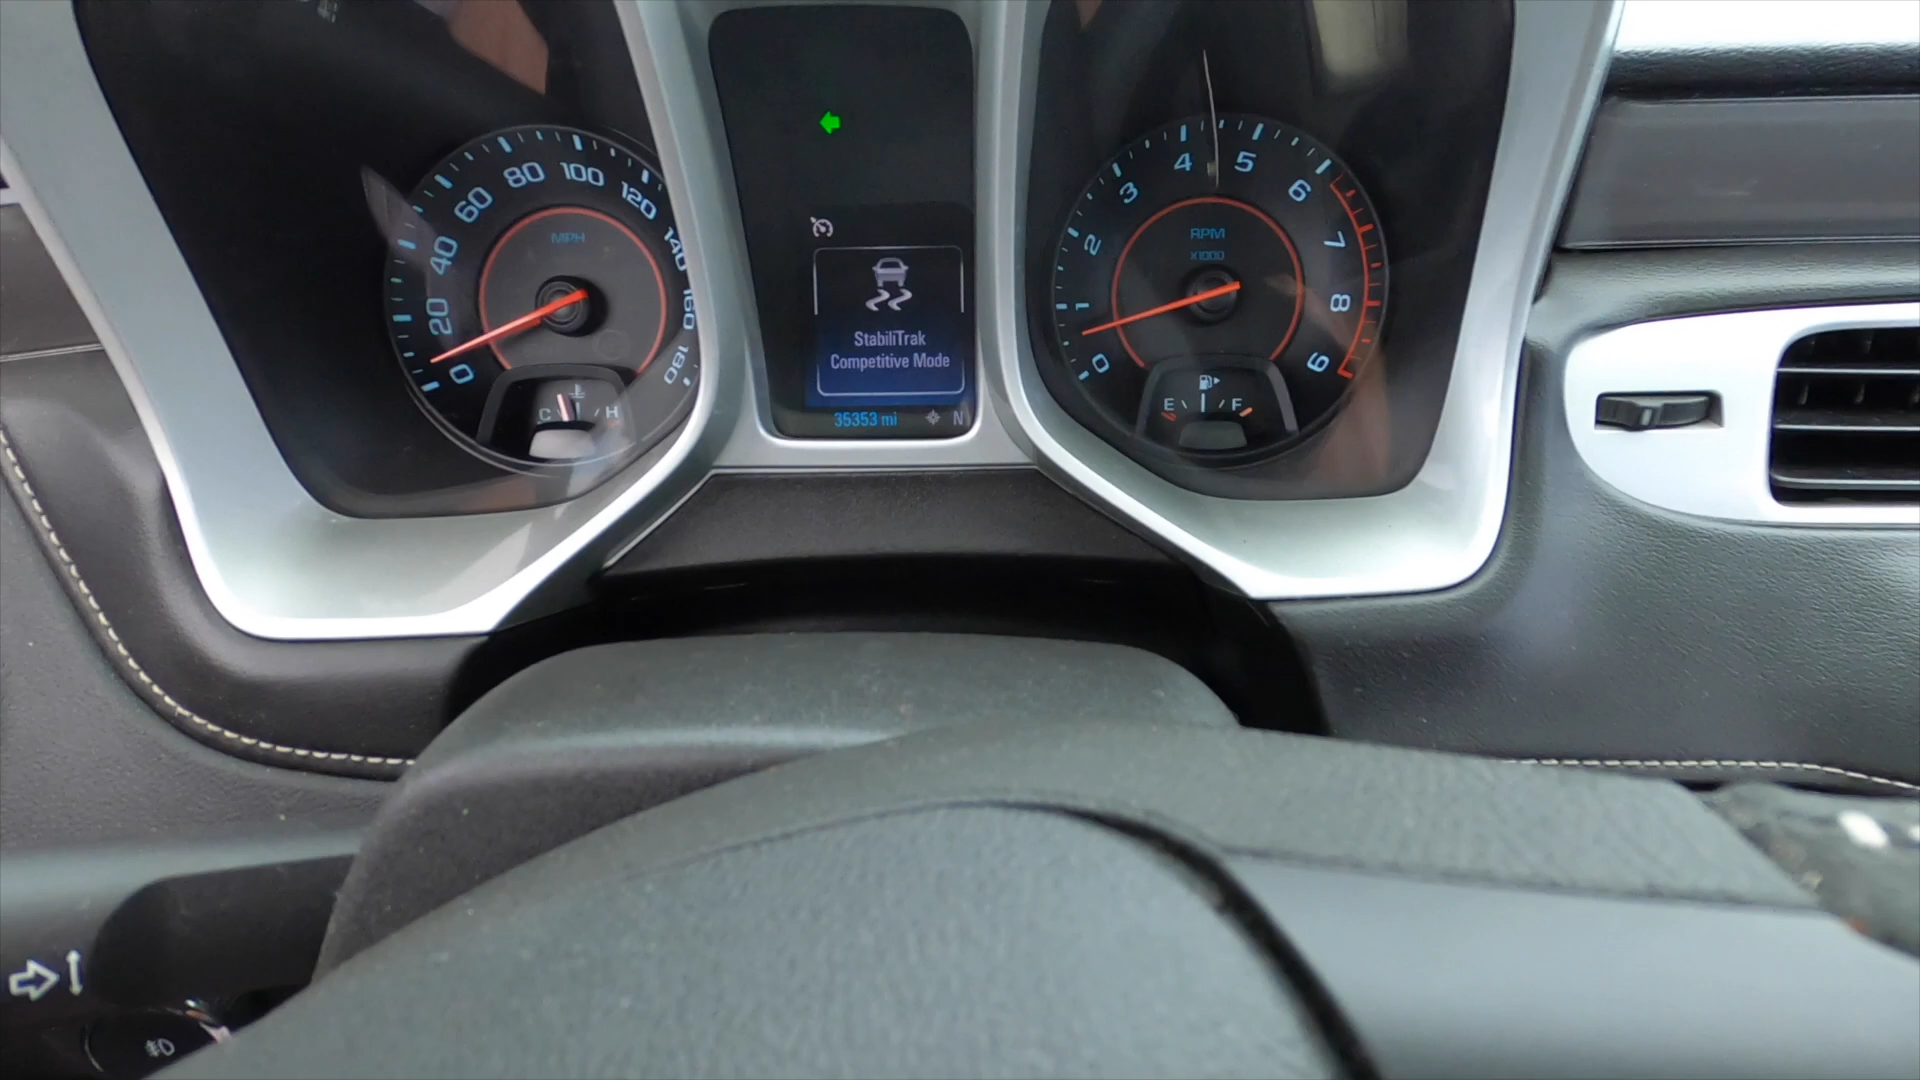 0 20 40 60 80 100 120 140 160 180
MPH
C H
StabiliTrak
Competitive Mode
35353 mi N
0 1 2 3 4 5 6 7 8 9
RPM
X1000
E F